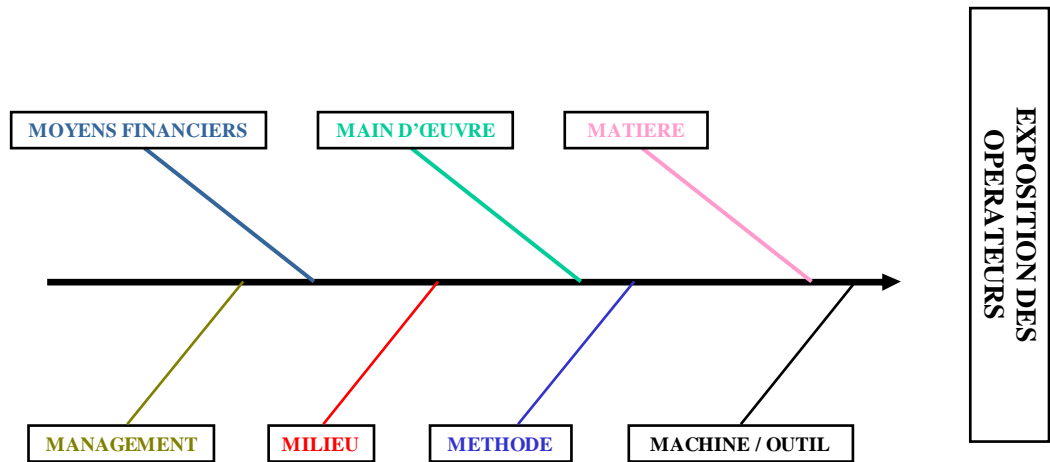 MOYENS FINANCIERS
MAIN D'ŒUVRE
MATIERE
EXPOSITION DES
OPERATEURS
MANAGEMENT
MILIEU
METHODE
MACHINE / OUTIL